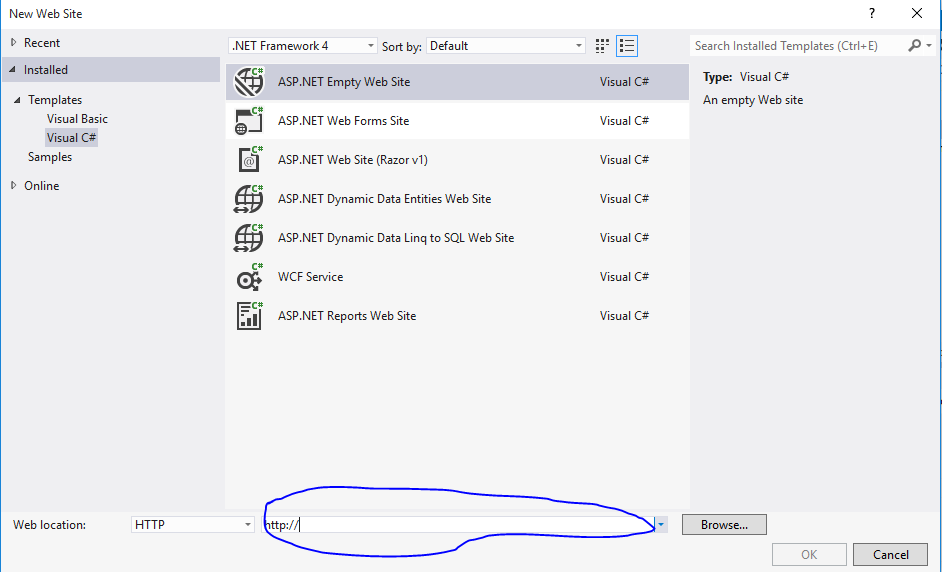 New Web Site ?
Recent
Installed
Templates
Visual Basic
Visual C#
Samples
Online
.NET Framework 4 Sort by: Default
C# ASP.NET Empty Web Site Visual C#
C# ASP.NET Web Forms Site Visual C#
C# @ ASP.NET Web Site (Razor v1) Visual C#
C# ASP.NET Dynamic Data Entities Web Site Visual C#
C# ASP.NET Dynamic Data Linq to SQL Web Site Visual C#
C# WCF Service Visual C#
C# ASP.NET Reports Web Site Visual C#
Search Installed Templates (Ctrl+E)
Type: Visual C#
An empty Web site
Web location: HTTP http:// Browse...
OK Cancel